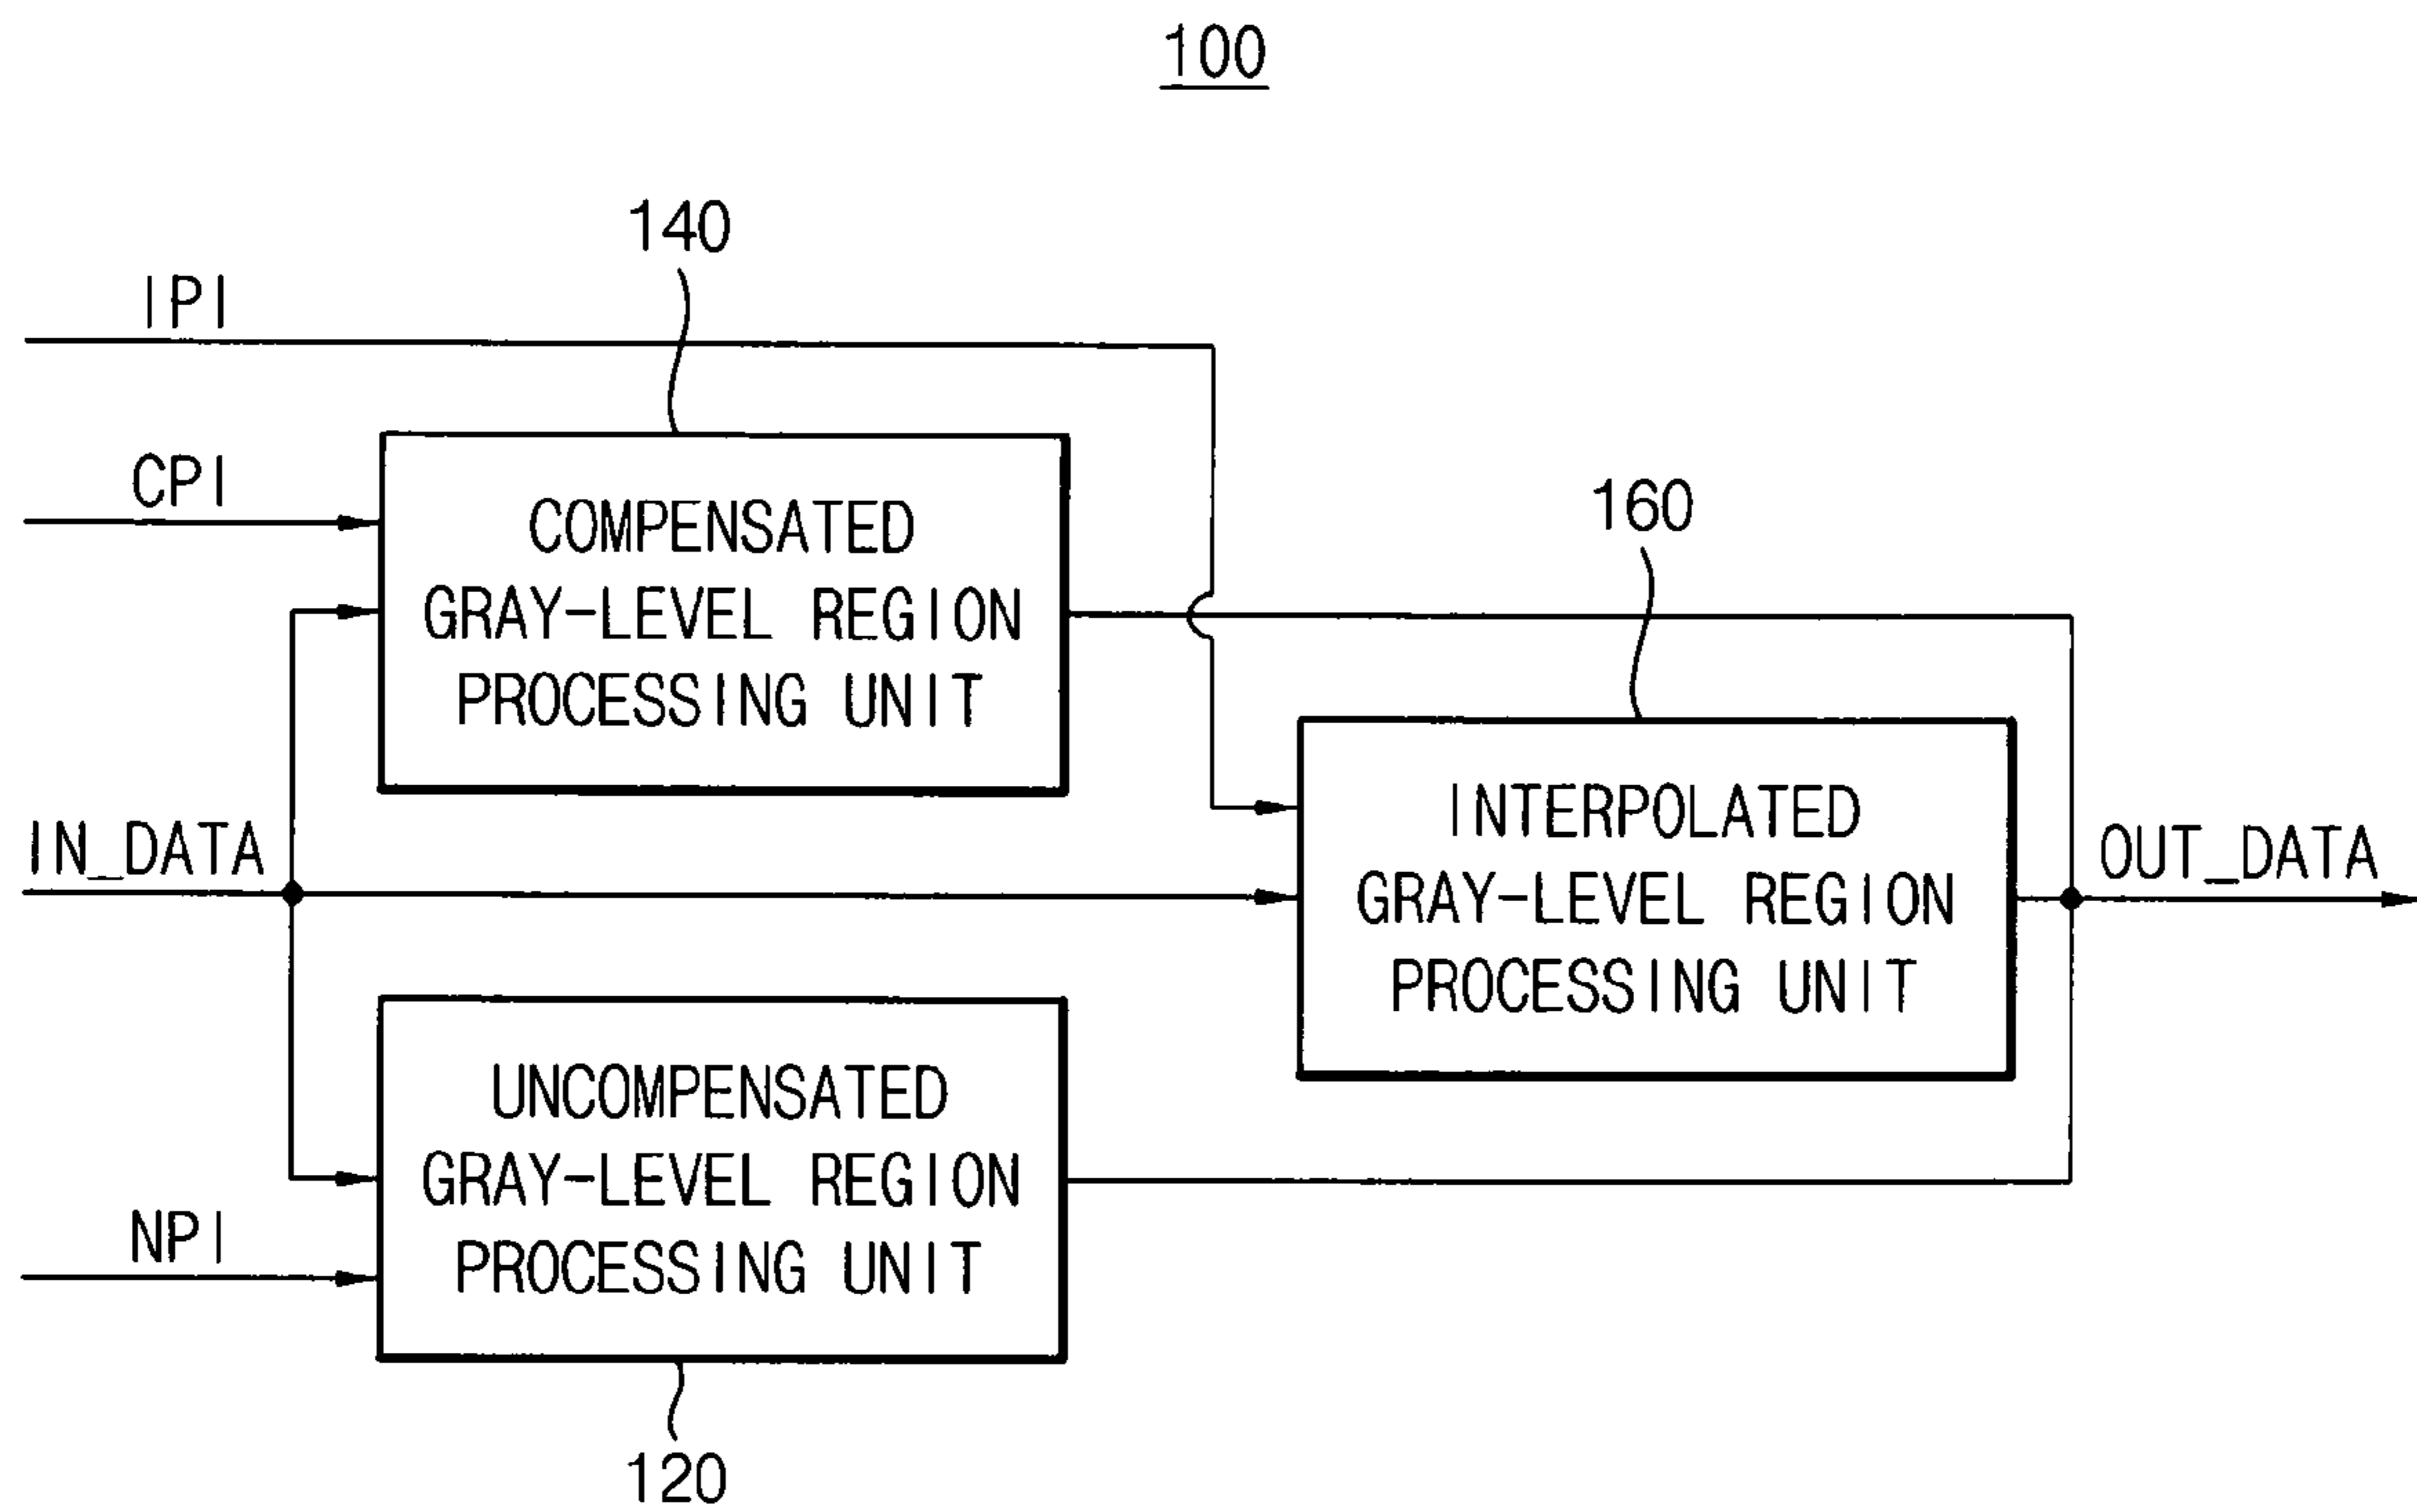 100
140
IPI
CPI
COMPENSATED
GRAY-LEVEL REGION
PROCESSING UNIT
160
IN_DATA
INTERPOLATED
GRAY-LEVEL REGION
PROCESSING UNIT
OUT_DATA
UNCOMPENSATED
GRAY-LEVEL REGION
PROCESSING UNIT
NPI
120